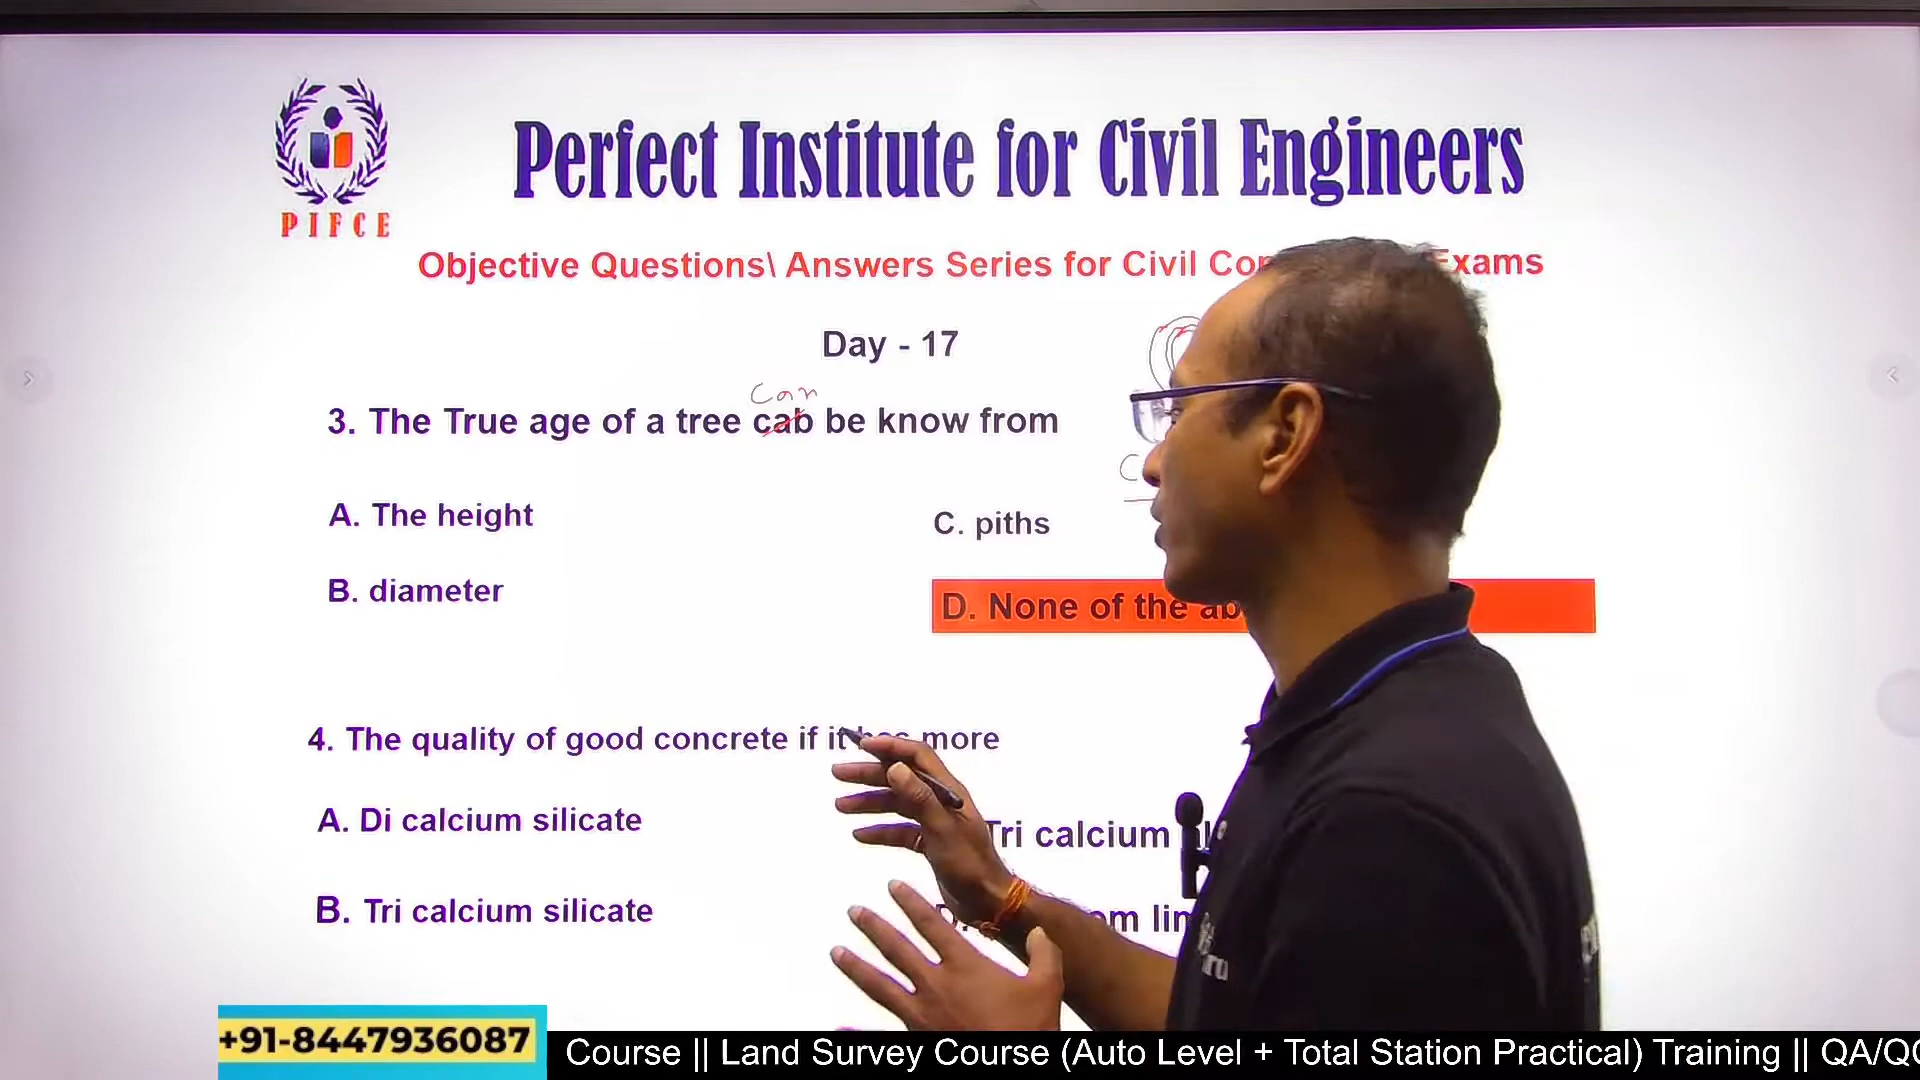 Perfect Institute for Civil Engineers
PIFCE
Objective Questions\ Answers Series for Civil Exams
Day - 17
can
3. The True age of a tree cab be know from
A. The height
C. piths
B. diameter
D. None of the
4. The quality of good concrete if it has more
A. Di calcium silicate
Tri calcium
B. Tri calcium silicate
D.
+91-8447936087
Course || Land Survey Course (Auto Level + Total Station Practical) Training ||